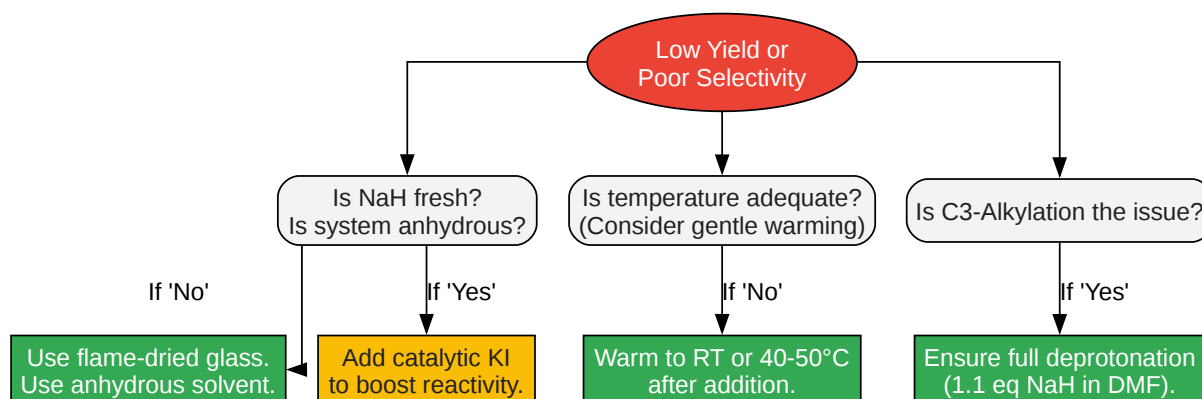 Low Yield or
Poor Selectivity
Is NaH fresh?
Is system anhydrous?
Is temperature adequate?
(Consider gentle warming)
Is C3-Alkylation the issue?
If 'No'
If 'Yes'
If 'No'
If 'Yes'
Use flame-dried glass.
Use anhydrous solvent.
Add catalytic KI
to boost reactivity.
Warm to RT or 40-50°C
after addition.
Ensure full deprotonation
(1.1 eq NaH in DMF).